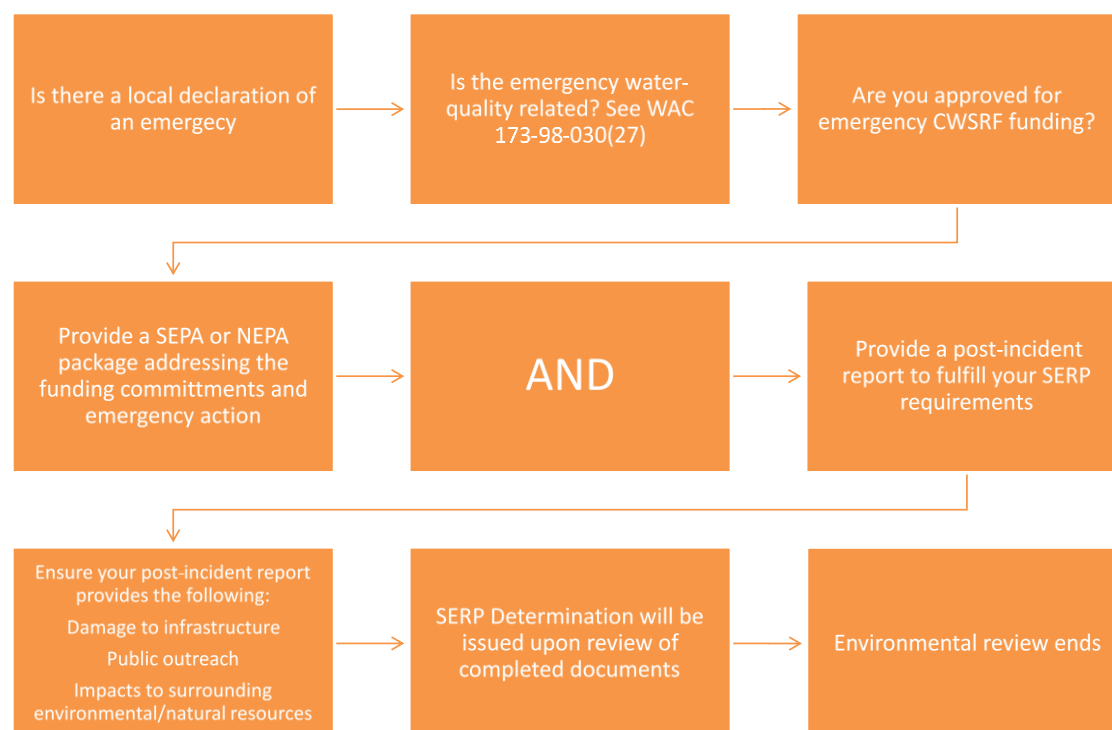 Is there a local declaration of
an emergecy
Is the emergency water-
quality related? See WAC
173-98-030(27)
Are you approved for
emergency CWSRF funding?
Provide a SEPA or NEPA
package addressing the
funding committments and
emergency action
AND
Provide a post-incident
report to fulfill your SERP
requirements
Ensure your post-incident report
provides the following:
Damage to infrastructure
Public outreach
Impacts to surrounding
environmental/natural resources
SERP Determination will be
issued upon review of
completed documents
Environmental review ends